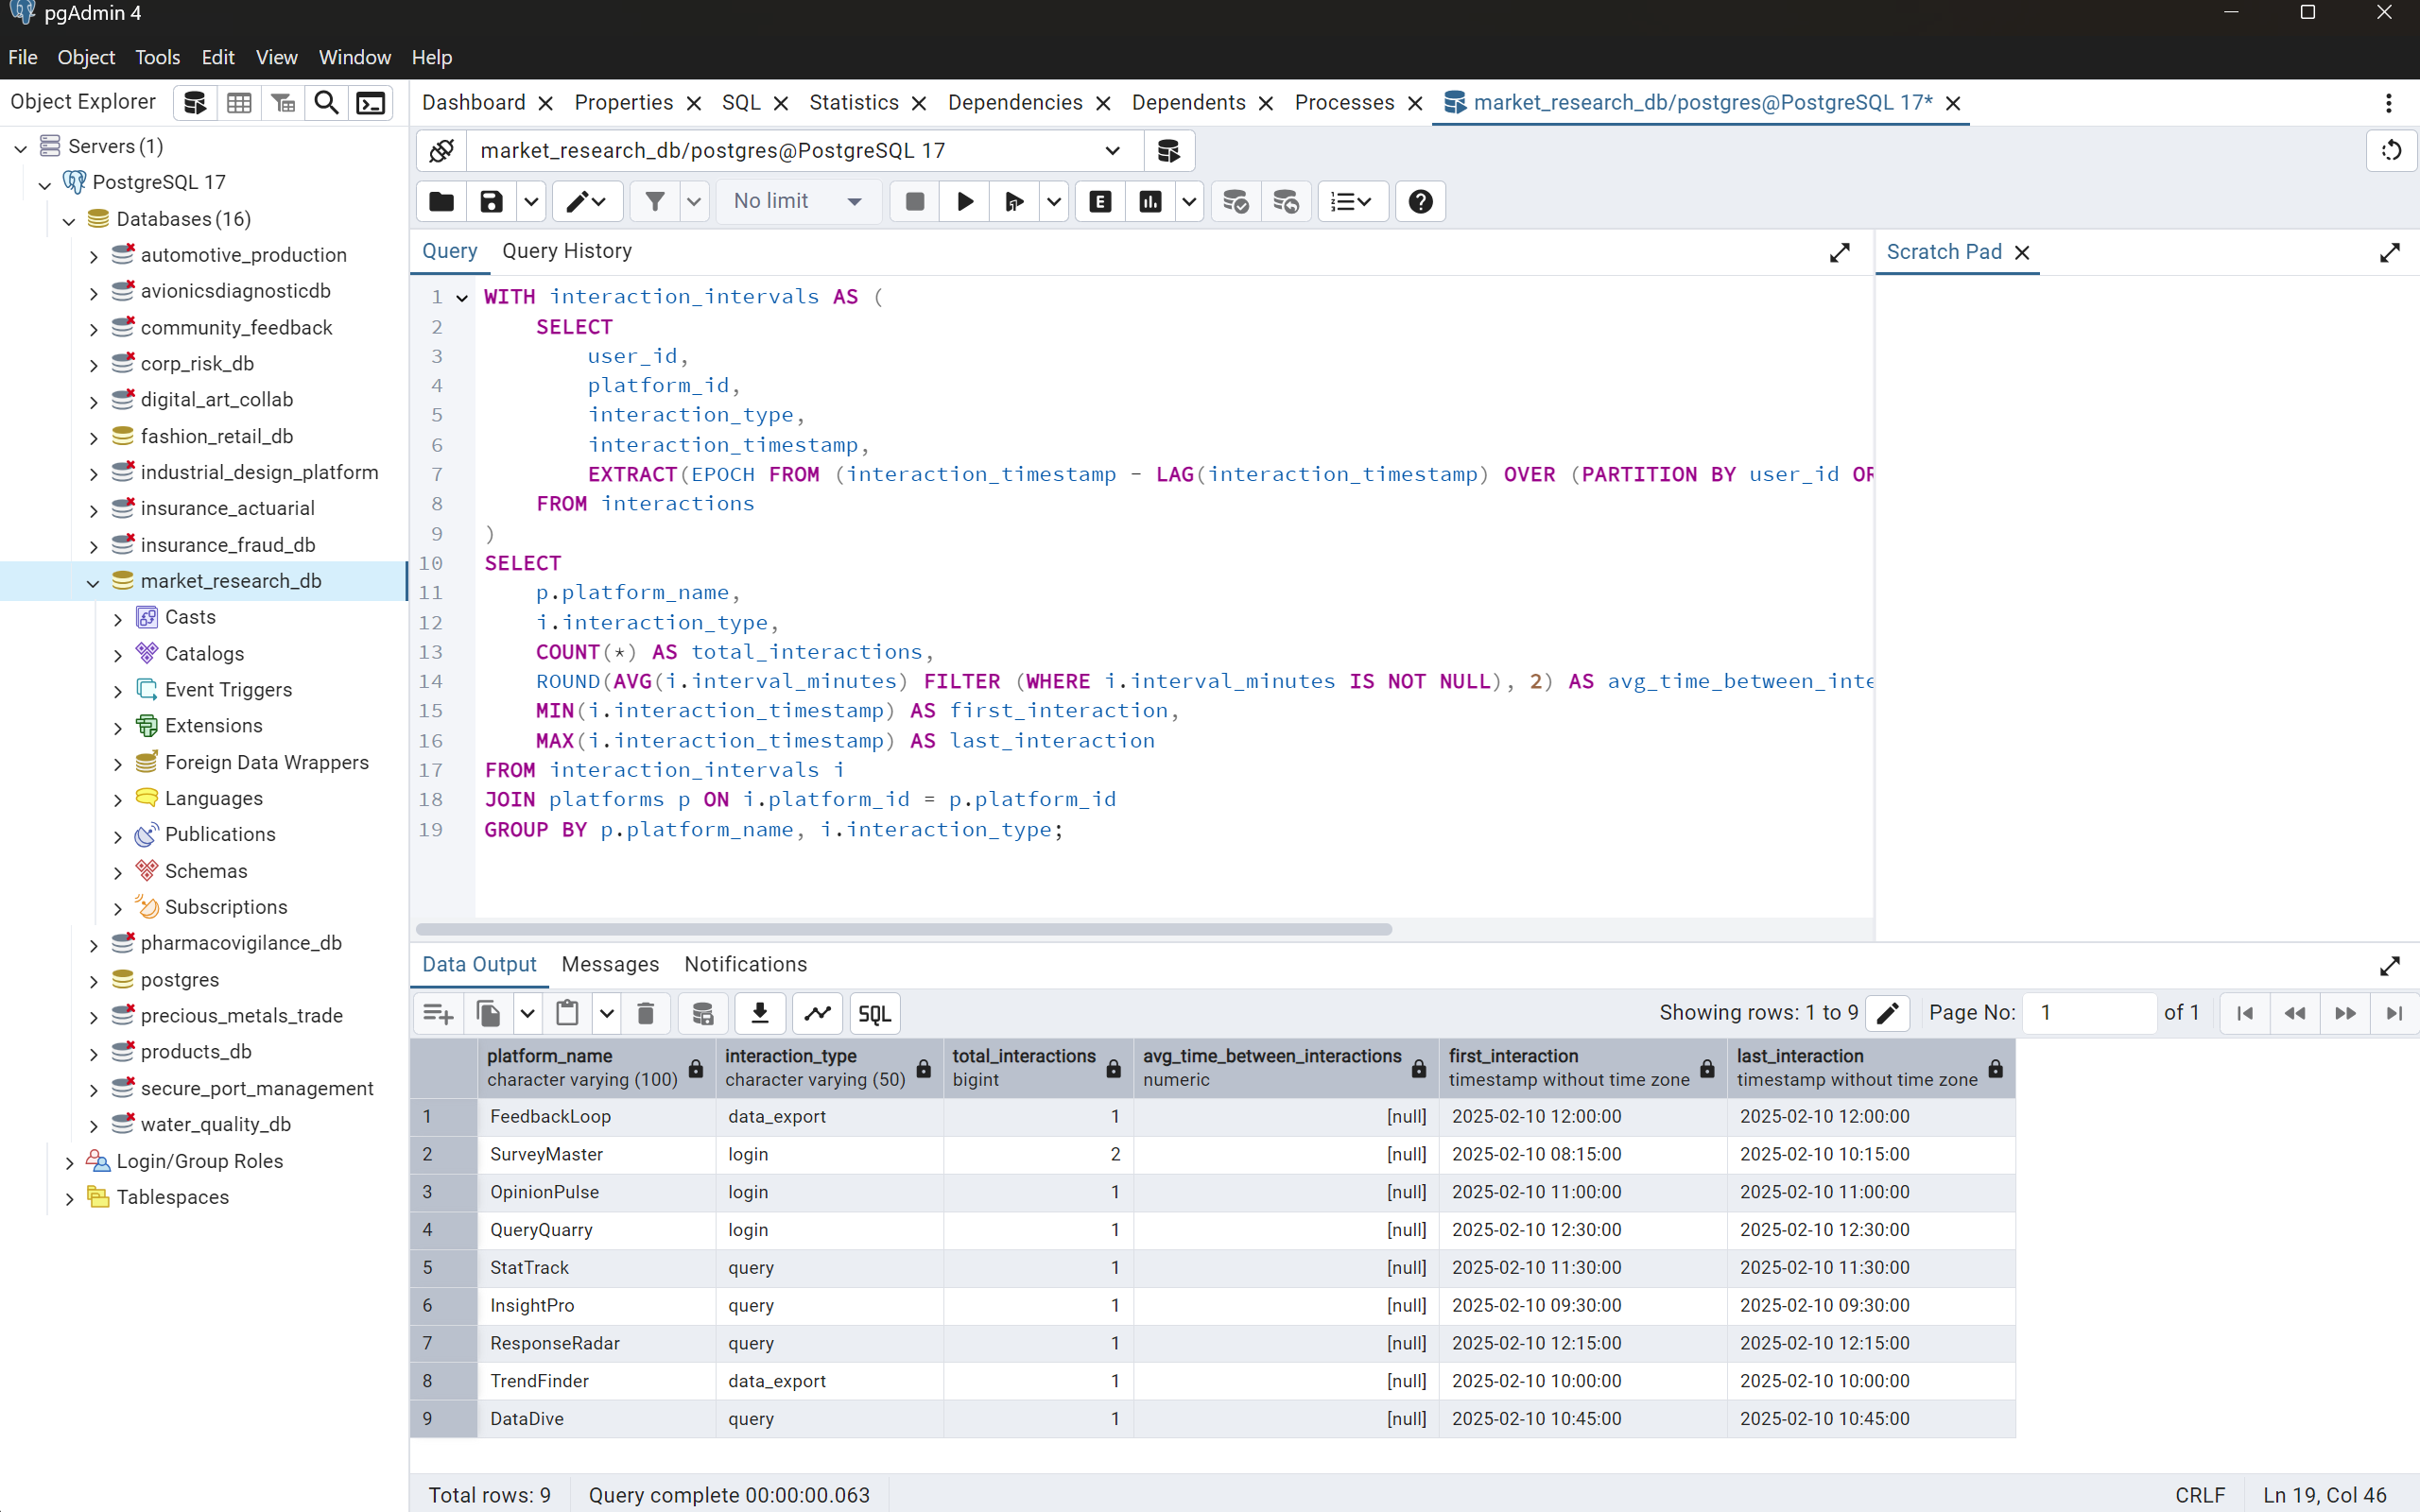 pgAdmin 4
File Object Tools Edit View Window Help
Object Explorer
Servers (1)
PostgreSQL 17
Databases (16)
automotive_production
avionicsdiagnosticdb
community_feedback
corp_risk_db
digital_art_collab
fashion_retail_db
industrial_design_platform
insurance_actuarial
insurance_fraud_db
market_research_db
Casts
Catalogs
Event Triggers
Extensions
Foreign Data Wrappers
Languages
Publications
Schemas
Subscriptions
pharmacovigilance_db
postgres
precious_metals_trade
products_db
secure_port_management
water_quality_db
Login/Group Roles
Tablespaces
Dashboard Properties SQL Statistics Dependencies Dependents Processes market_research_db/postgres@PostgreSQL 17*
market_research_db/postgres@PostgreSQL 17
No limit E
Query Query History
Scratch Pad
1 WITH interaction_intervals AS (
2 SELECT
3 user_id,
4 platform_id,
5 interaction_type,
6 interaction_timestamp,
7 EXTRACT(EPOCH FROM (interaction_timestamp - LAG(interaction_timestamp) OVER (PARTITION BY user_id OR
8 FROM interactions
9 )
10 SELECT
11 p.platform_name,
12 i.interaction_type,
13 COUNT(*) AS total_interactions,
14 ROUND(AVG(i.interval_minutes) FILTER (WHERE i.interval_minutes IS NOT NULL), 2) AS avg_time_between_inte
15 MIN(i.interaction_timestamp) AS first_interaction,
16 MAX(i.interaction_timestamp) AS last_interaction
17 FROM interaction_intervals i
18 JOIN platforms p ON i.platform_id = p.platform_id
19 GROUP BY p.platform_name, i.interaction_type;
Data Output Messages Notifications
SQL Showing rows: 1 to 9 Page No: 1 of 1
platform_name interaction_type total_interactions avg_time_between_interactions first_interaction last_interaction
character varying (100) character varying (50) bigint numeric timestamp without time zone timestamp without time zone
1 FeedbackLoop data_export 1 [null] 2025-02-10 12:00:00 2025-02-10 12:00:00
2 SurveyMaster login 2 [null] 2025-02-10 08:15:00 2025-02-10 10:15:00
3 OpinionPulse login 1 [null] 2025-02-10 11:00:00 2025-02-10 11:00:00
4 QueryQuarry login 1 [null] 2025-02-10 12:30:00 2025-02-10 12:30:00
5 StatTrack query 1 [null] 2025-02-10 11:30:00 2025-02-10 11:30:00
6 InsightPro query 1 [null] 2025-02-10 09:30:00 2025-02-10 09:30:00
7 ResponseRadar query 1 [null] 2025-02-10 12:15:00 2025-02-10 12:15:00
8 TrendFinder data_export 1 [null] 2025-02-10 10:00:00 2025-02-10 10:00:00
9 DataDive query 1 [null] 2025-02-10 10:45:00 2025-02-10 10:45:00
Total rows: 9 Query complete 00:00:00.063 CRLF Ln 19, Col 46